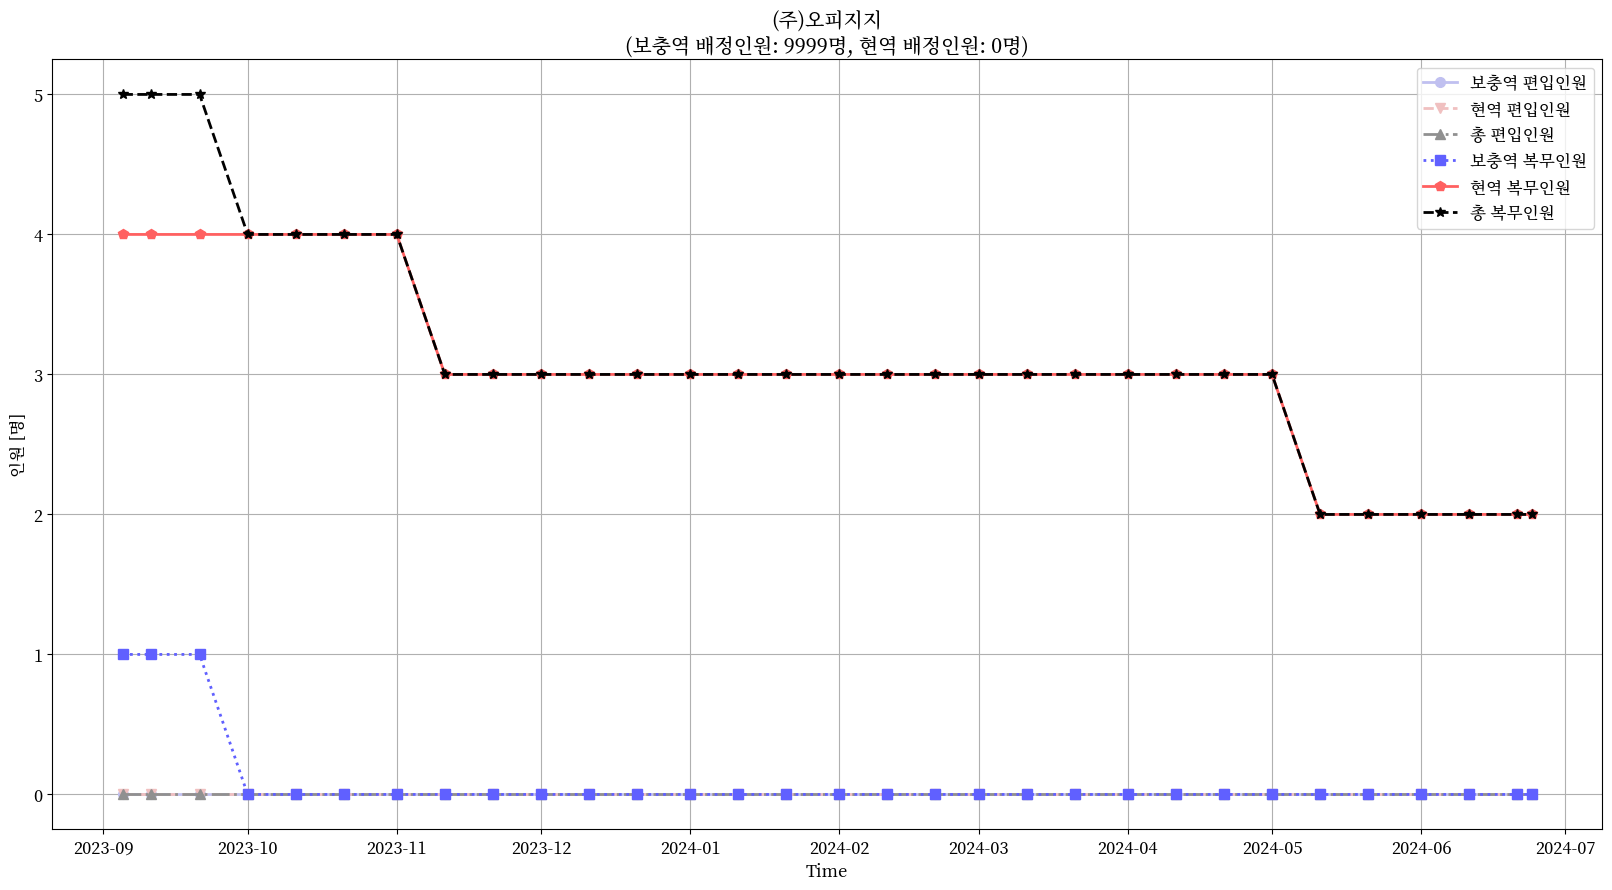 (주)오피지지
(보충역 배정인원: 9999명, 현역 배정인원: 0명)
보충역 편입인원
현역 편입인원
총 편입인원
보충역 복무인원
현역 복무인원
총 복무인원
인원 [명]
5
4
3
2
1
0
2023-09 2023-10 2023-11 2023-12 2024-01 2024-02 2024-03 2024-04 2024-05 2024-06 2024-07
Time